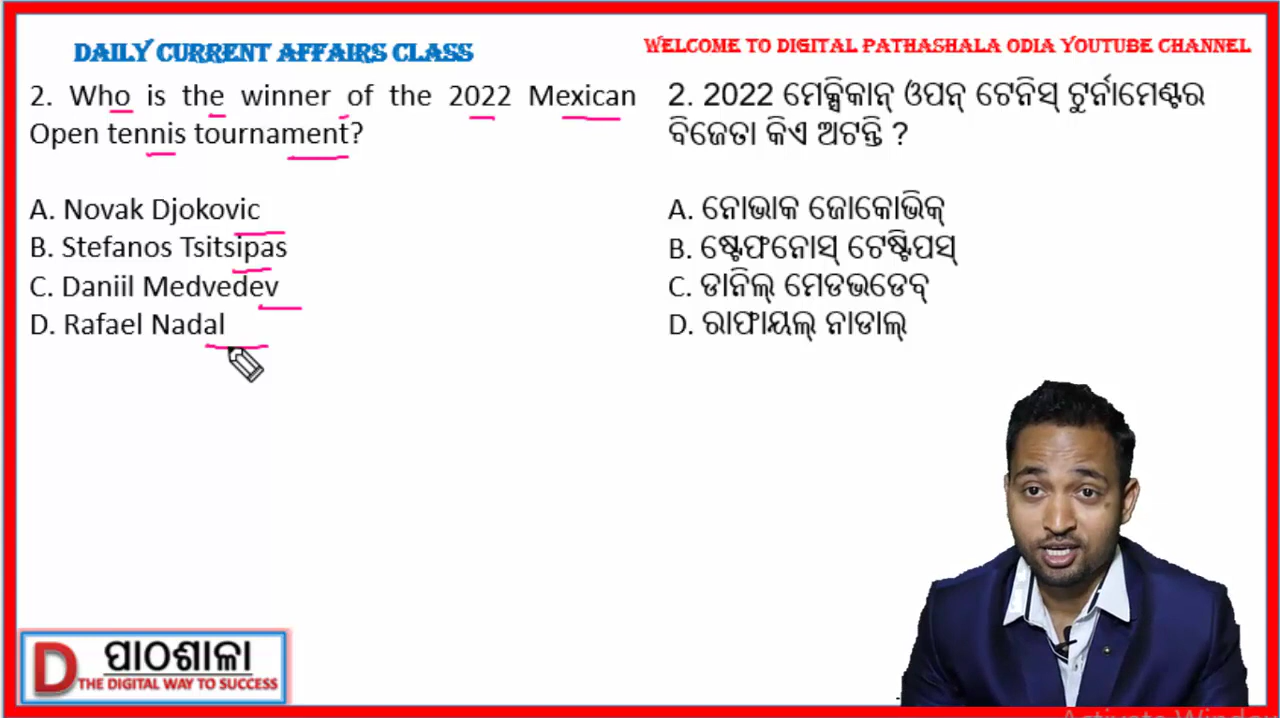 DAILY CURRENT AFFAIRS CLASS
WELCOME TO DIGITAL PATHASHALA ODIA YOUTUBE CHANNEL
2. Who is the winner of the 2022 Mexican
Open tennis tournament?
A. Novak Djokovic
B. Stefanos Tsitsipas
C. Daniil Medvedev
D. Rafael Nadal
2. 2022 ମେକ୍ସିକାନ୍ ଓପନ୍ ଟେନିସ୍ ଟୁର୍ନାମେଣ୍ଟର
ବିଜେତା କିଏ ଅଟନ୍ତି ?
A. ନୋଭାକ ଜୋକୋଭିକ୍
B. ଷ୍ଟେଫନୋସ୍ ଟେଷ୍ଟିପସ୍
C. ଡାନିଲ୍ ମେଡଭଡେବ୍
D. ରାଫାୟଲ୍ ନାଡାଲ୍
D ପାଠଶାଳା
THE DIGITAL WAY TO SUCCESS